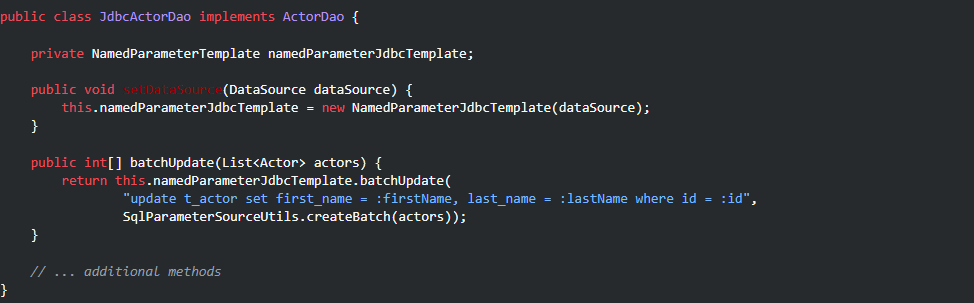 public class JdbcActorDao implements ActorDao {
private NamedParameterTemplate namedParameterJdbcTemplate;
public void setDataSource(DataSource dataSource) {
this.namedParameterJdbcTemplate = new NamedParameterJdbcTemplate(dataSource);
}
public int[] batchUpdate(List<Actor> actors) {
return this.namedParameterJdbcTemplate.batchUpdate(
"update t_actor set first_name = :firstName, last_name = :lastName where id = :id",
SqlParameterSourceUtils.createBatch(actors));
}
// ... additional methods
}